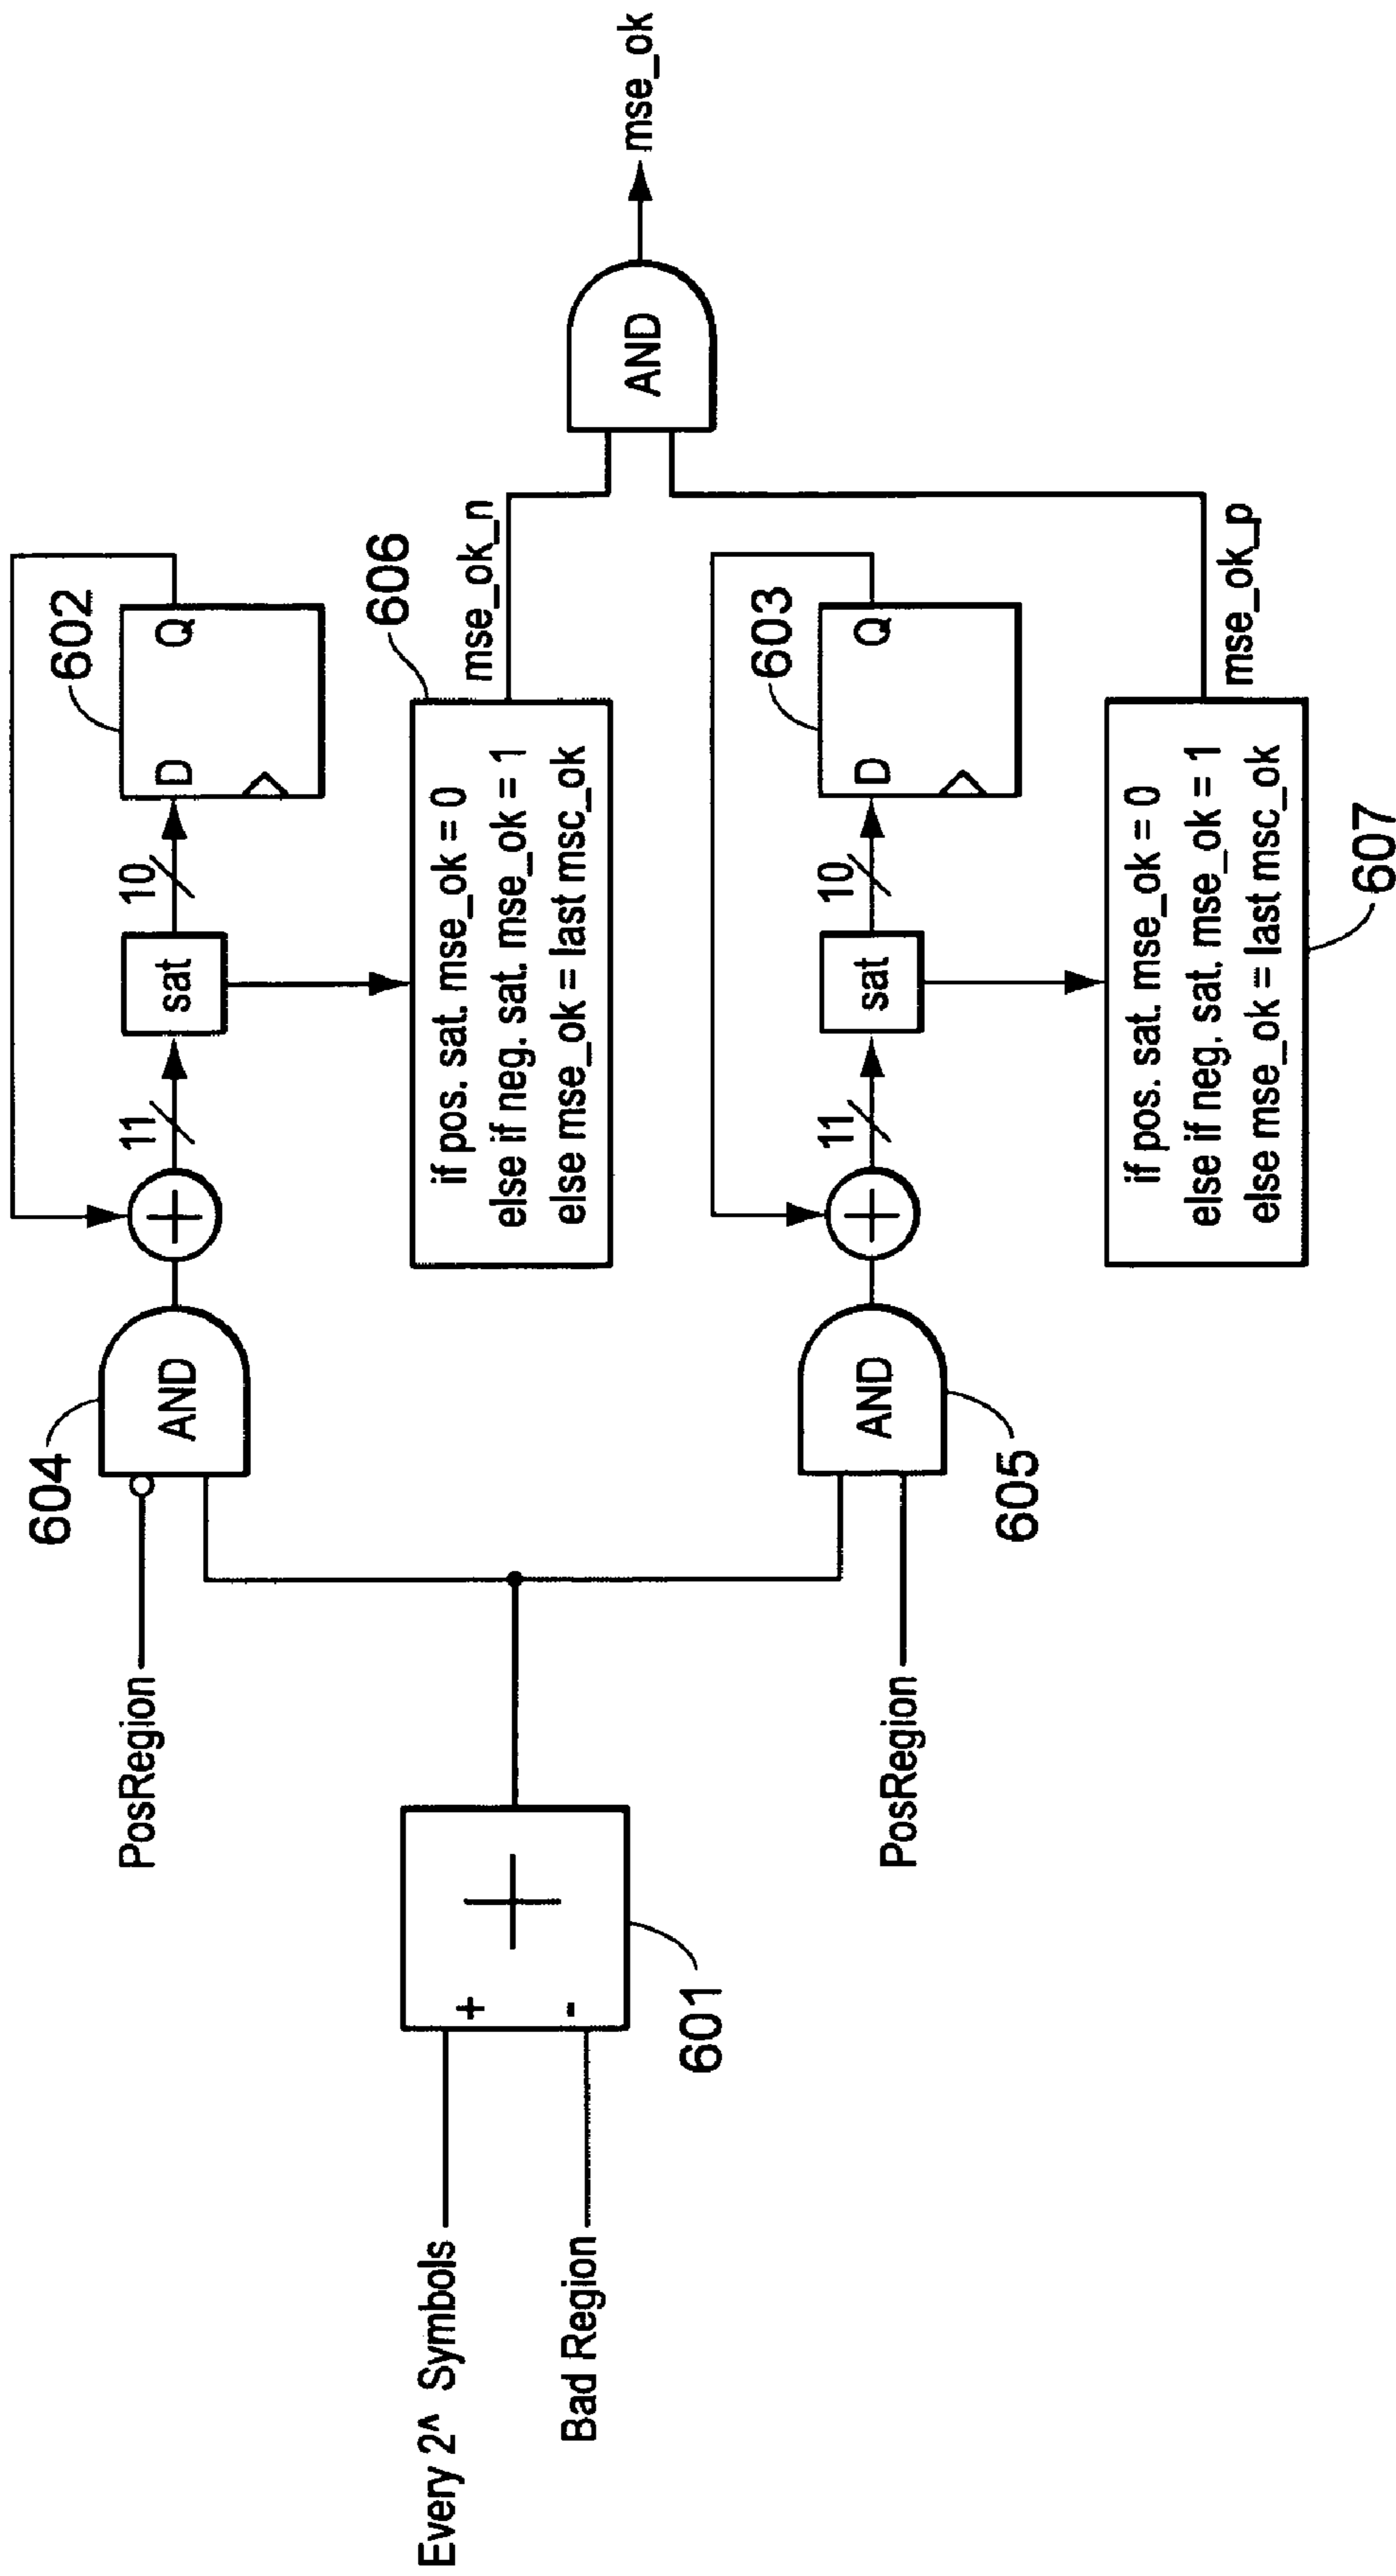 Every 2^ Symbols
Bad Region
+
-
601
PosRegion
PosRegion
604
AND
605
AND
11
sat
10
D
Q
602
606
if pos. sat. mse_ok = 0
else if neg. sat. mse_ok = 1
else mse_ok = last msc_ok
mse_ok_n
11
sat
10
D
Q
603
if pos. sat. mse_ok = 0
else if neg. sat. mse_ok = 1
else mse_ok = last msc_ok
607
mse_ok_p
AND
mse_ok